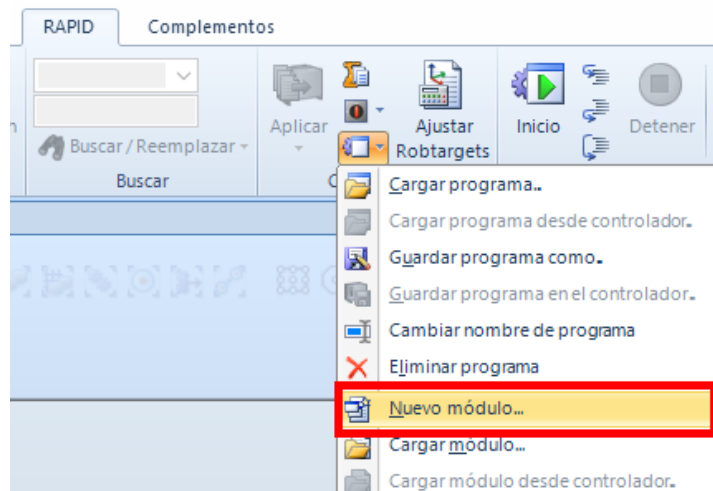 RAPID
Complementos
Buscar / Reemplazar
Buscar
Aplicar
Ajustar
Robtargets
Inicio
Detener
Cargar programa..
Cargar programa desde controlador.
Guardar programa como.
Guardar programa en el controlador.
Cambiar nombre de programa
Eliminar programa
Nuevo módulo...
Cargar módulo...
Cargar módulo desde controlador.